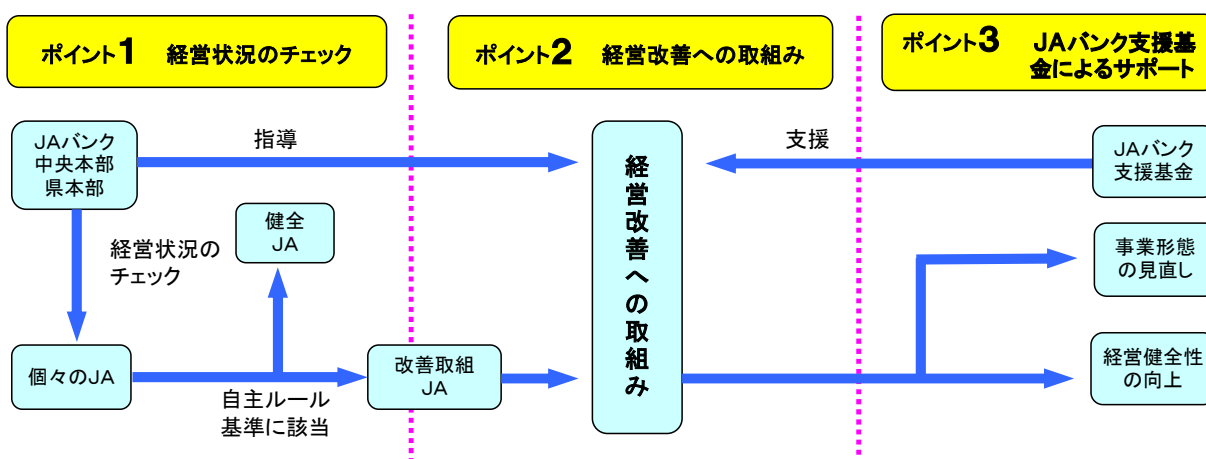 ポイント1 経営状況のチェック
ポイント2 経営改善への取組み
ポイント3 JAバンク支援基
金によるサポート
JAバンク
中央本部
県本部
指導
経営改善への取組み
支援
JAバンク
支援基金
健全
JA
経営状況の
チェック
事業形態
の見直し
個々のJA
自主ルール
基準に該当
改善取組
JA
経営健全性
の向上